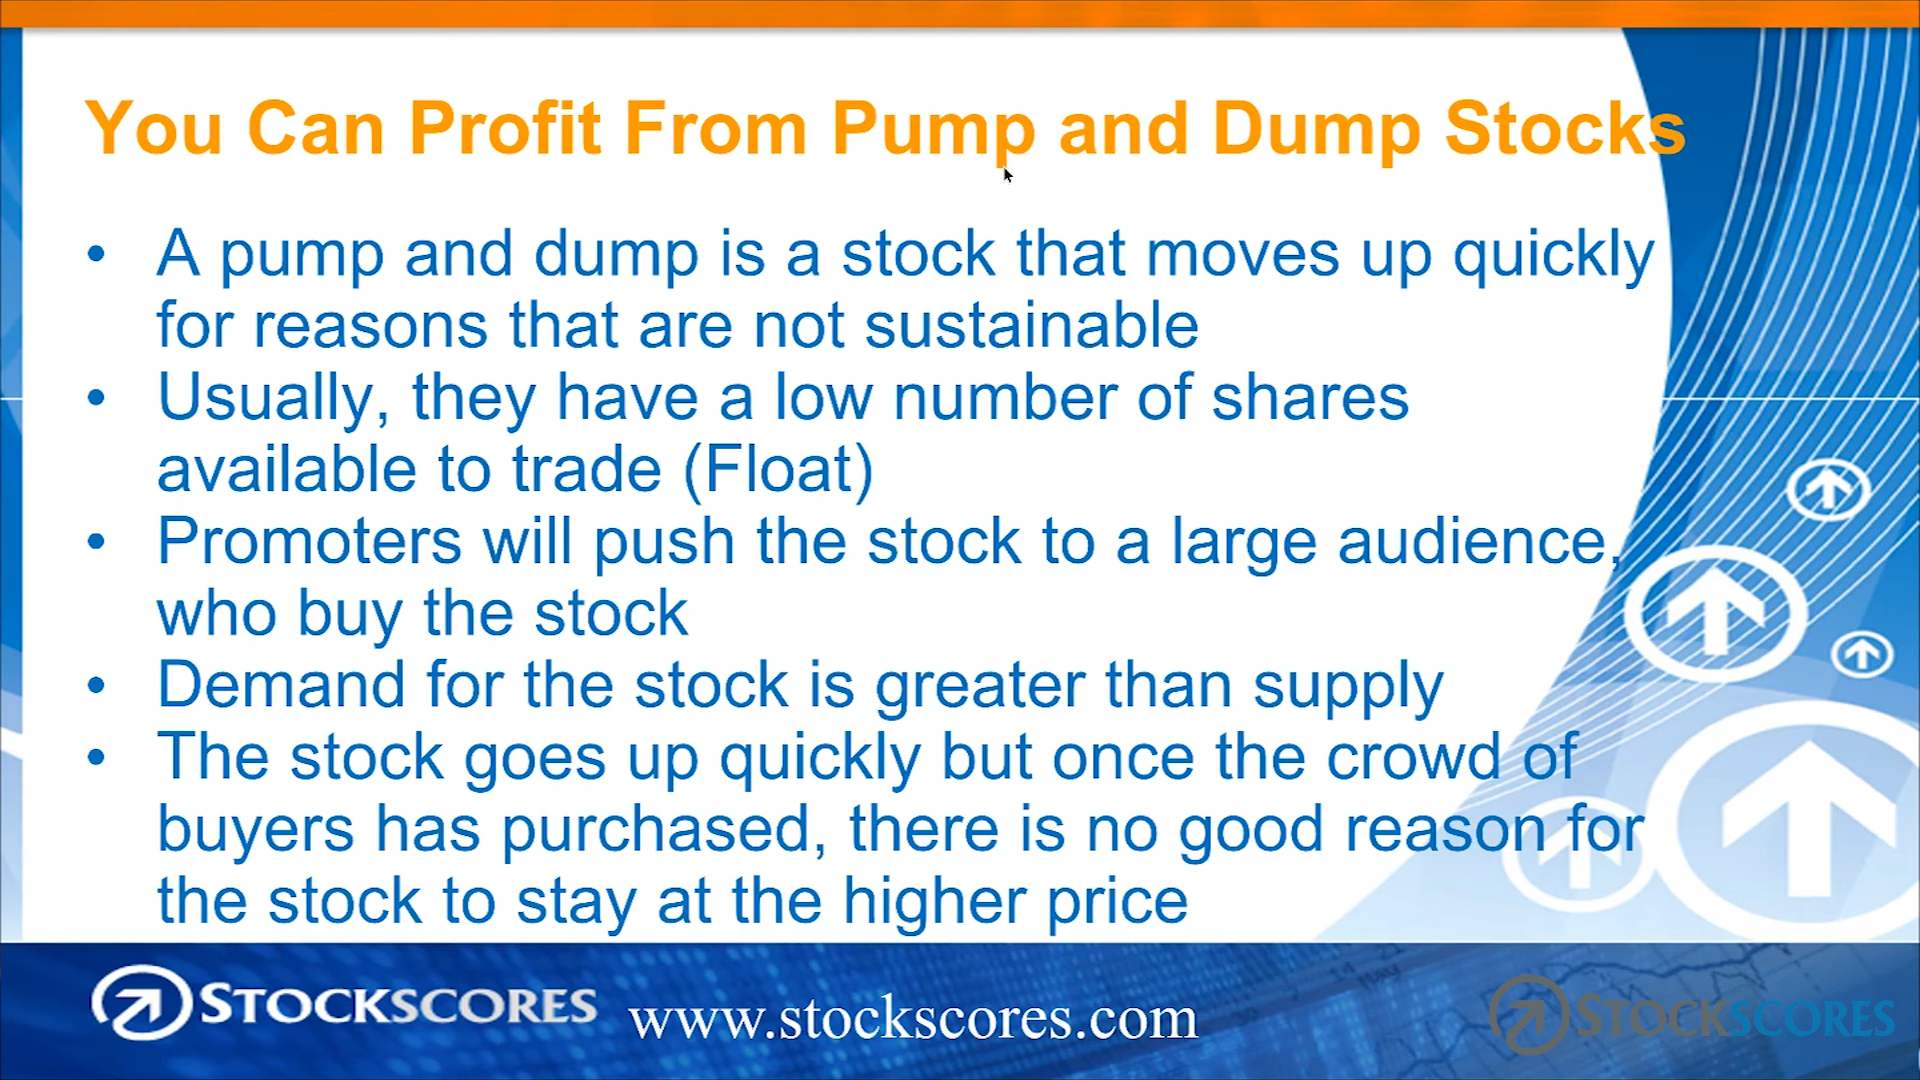 You Can Profit From Pump and Dump Stocks
• A pump and dump is a stock that moves up quickly
for reasons that are not sustainable
• Usually, they have a low number of shares
available to trade (Float)
• Promoters will push the stock to a large audience,
who buy the stock
• Demand for the stock is greater than supply
• The stock goes up quickly but once the crowd of
buyers has purchased, there is no good reason for
the stock to stay at the higher price
STOCKSCORES
www.stockscores.com
STOCKSCORES